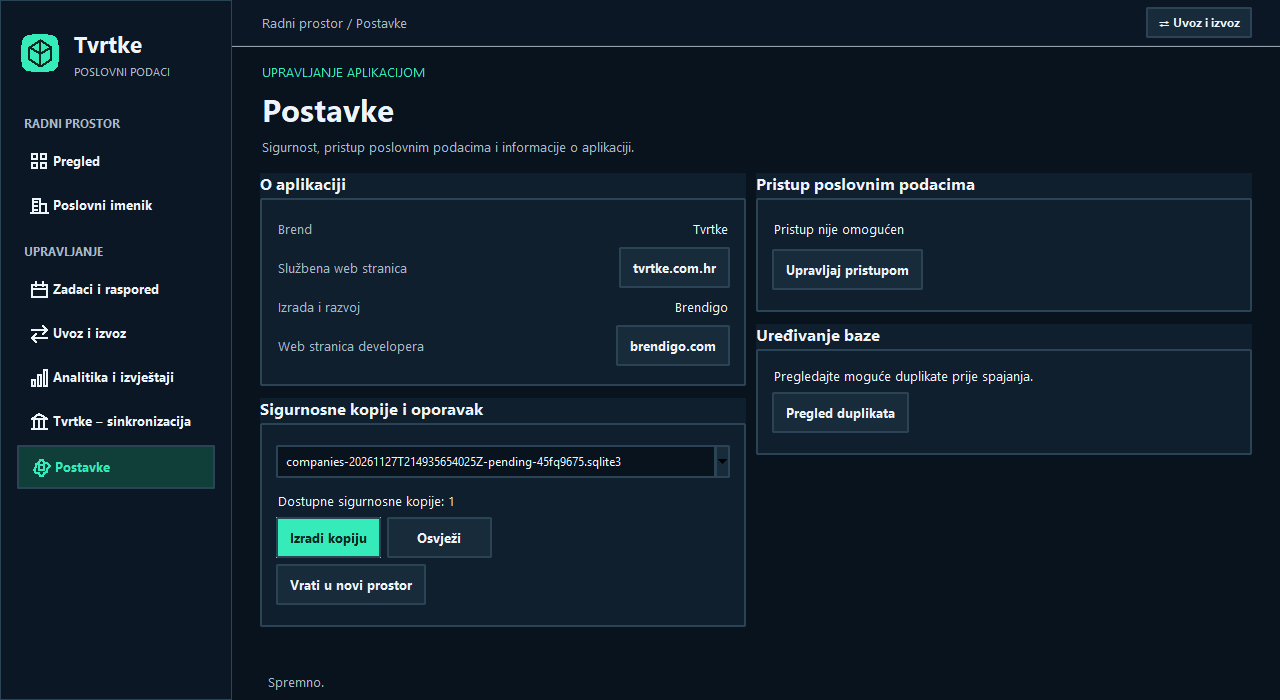 Tvrtke
POSLOVNI PODACI
RADNI PROSTOR
Pregled
Poslovni imenik
UPRAVLJANJE
Zadaci i raspored
Uvoz i izvoz
Analitika i izvještaji
Tvrtke – sinkronizacija
Postavke
Radni prostor / Postavke
⇄ Uvoz i izvoz
UPRAVLJANJE APLIKACIJOM
Postavke
Sigurnost, pristup poslovnim podacima i informacije o aplikaciji.
O aplikaciji
Brend Tvrtke
Službena web stranica tvrtke.com.hr
Izrada i razvoj Brendigo
Web stranica developera brendigo.com
Sigurnosne kopije i oporavak
companies-20261127T214935654025Z-pending-45fq9675.sqlite3
Dostupne sigurnosne kopije: 1
Izradi kopiju Osvježi
Vrati u novi prostor
Pristup poslovnim podacima
Pristup nije omogućen
Upravljaj pristupom
Uređivanje baze
Pregledajte moguće duplikate prije spajanja.
Pregled duplikata
Spremno.